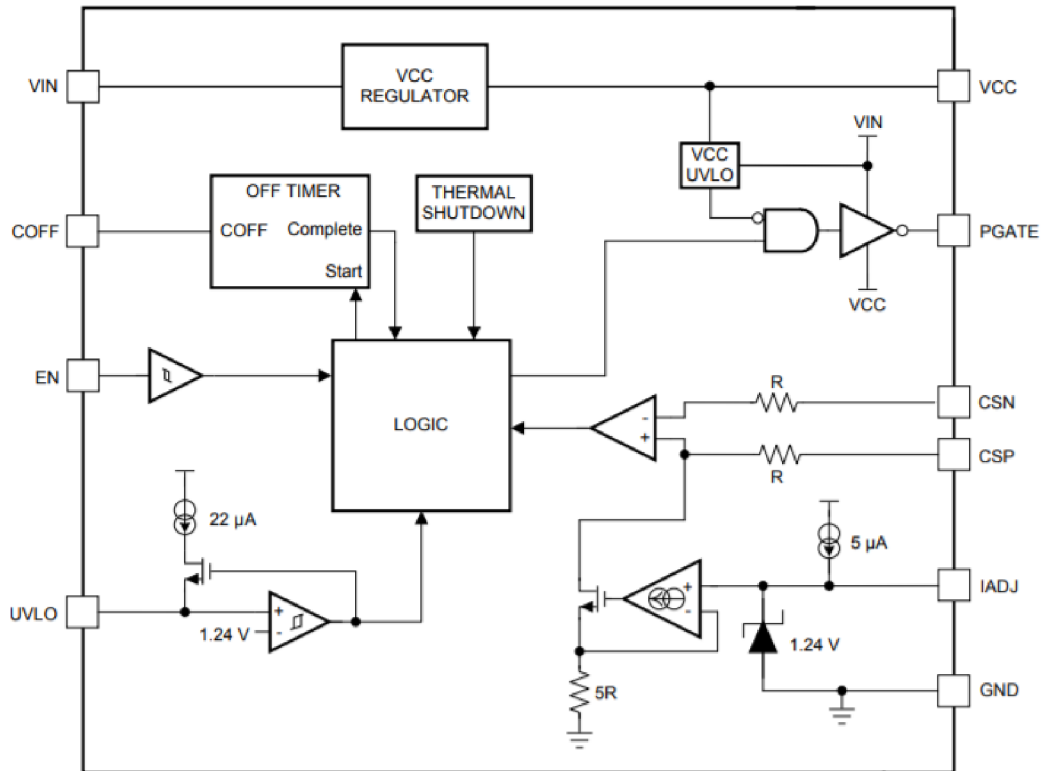 VCC
REGULATOR
VIN
VCC
VIN
VCC
UVLO
OFF TIMER
THERMAL
SHUTDOWN
COFF
COFF
Complete
Start
PGATE
VCC
EN
LOGIC
R
CSN
-
+
CSP
R
22 µA
5 µA
+
-
IADJ
UVLO
+
-
1.24 V
1.24 V
5R
GND